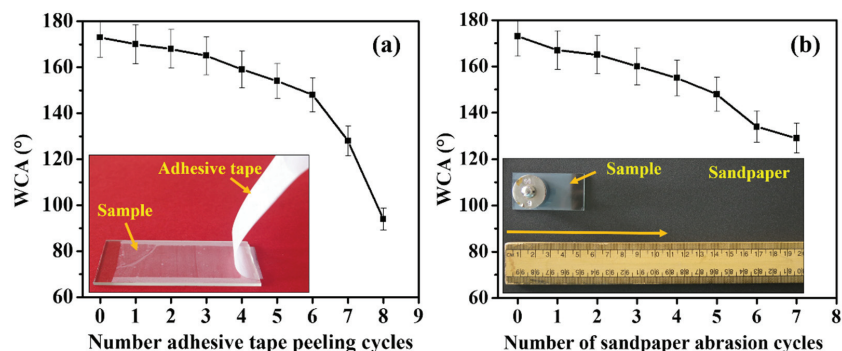 180
160
140
120
100
80
60
WCA (°)
(a)
Adhesive tape
Sample
0 1 2 3 4 5 6 7 8 9
Number adhesive tape peeling cycles
180
160
140
120
100
80
60
WCA (°)
(b)
Sample
Sandpaper
0 1 2 3 4 5 6 7 8
Number of sandpaper abrasion cycles